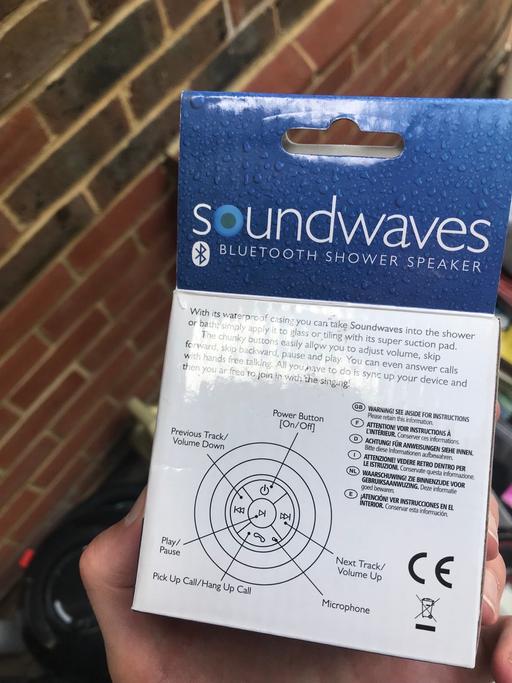 soundwaves
BLUETOOTH SHOWER SPEAKER
With its waterproof casing you can take Soundwaves into the shower
or bath; simply apply it to glass or tiling with its super suction pad.
The chunky buttons easily allow you to adjust volume, skip
forward, skip backward, pause and play. You can even answer calls
with hands free talking. All you have to do is sync up your device and
then you ar free to join in with the singing!
Power Button
[On/Off]
Previous Track/
Volume Down
Play/
Pause
Pick Up Call/Hang Up Call
Next Track/
Volume Up
Microphone
GB WARNING! SEE INSIDE FOR INSTRUCTIONS
Please retain this information.
F ATTENTION! VOIR INSTRUCTIONS À
L'INTÉRIEUR. Conserver ces informations.
D ACHTUNG! FÜR ANWEISUNGEN SIEHE INNEN.
Bitte diese Informationen aufbewahren.
I ATTENZIONE! VEDERE RETRO DENTRO PER
LE ISTRUZIONI. Conservate questa informazione.
NL WAARSCHUWING! ZIE BINNENZIJDE VOOR
GEBRUIKSAANWIJZING. Deze informatie
goed bewaren.
E ¡ATENCIÓN! VER INSTRUCCIONES EN EL
INTERIOR. Conservar esta información.
CE